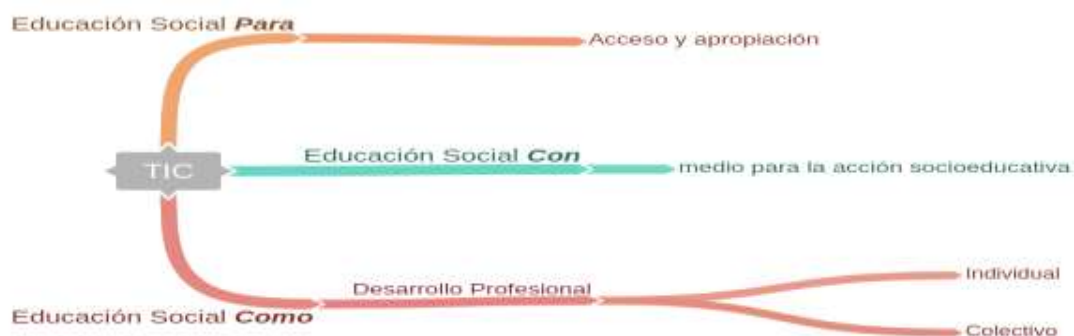 Educación Social Para
Acceso y apropiación
TIC
Educación Social Con
medio para la acción socioeducativa
Educación Social Como
Desarrollo Profesional
Individual
Colectivo